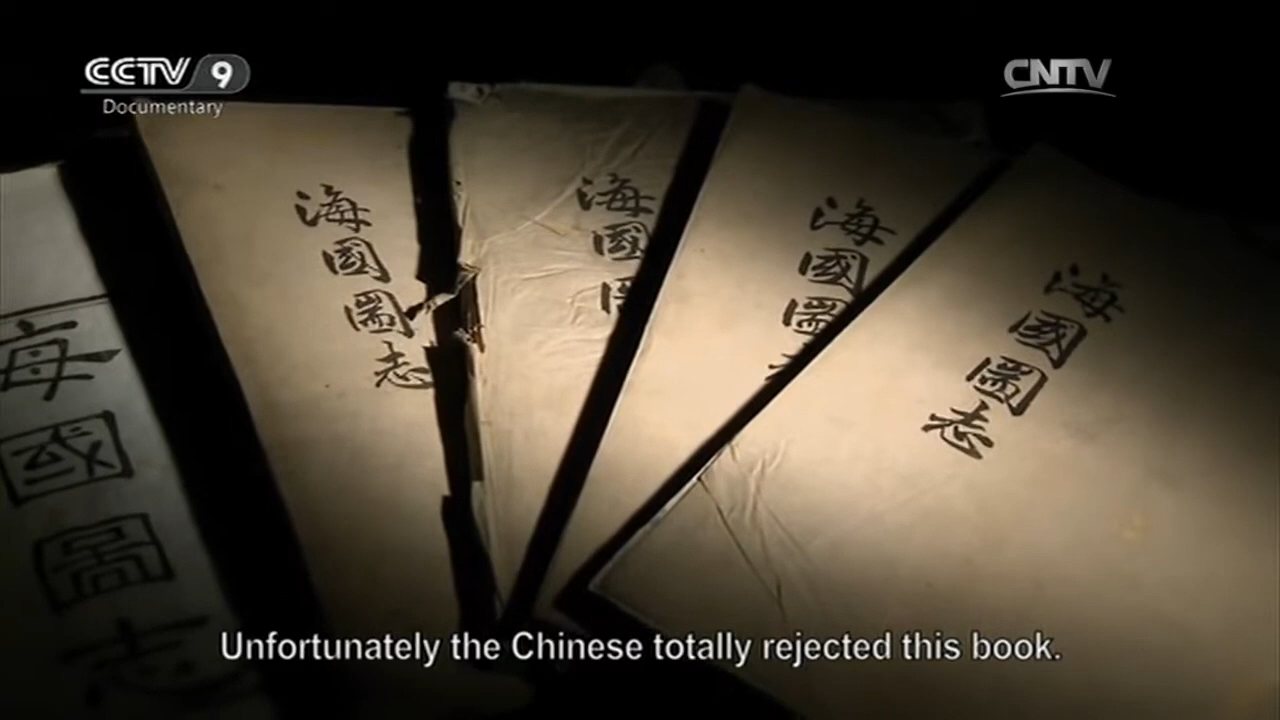 CCTV 9
Documentary
CNTV
海國圖志
海國圖志
海國
海國圖
海國圖志
Unfortunately the Chinese totally rejected this book.